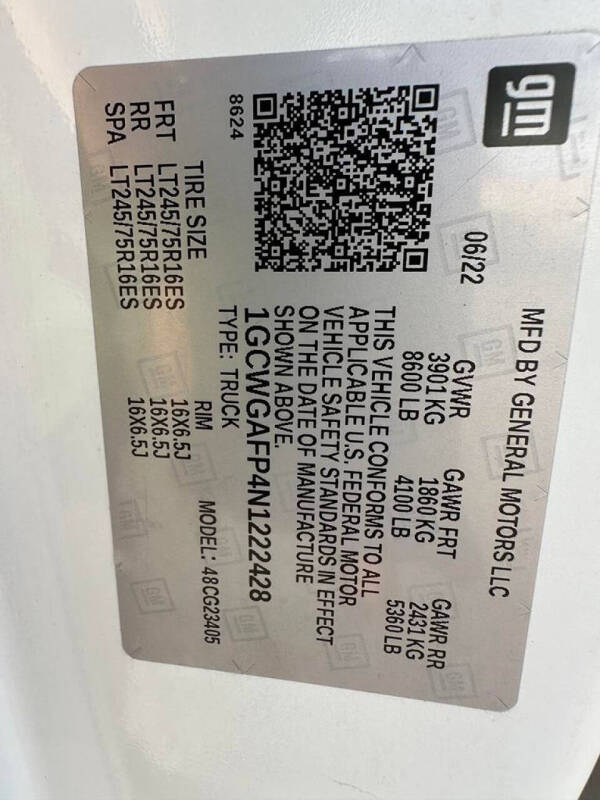 gm
MFD BY GENERAL MOTORS LLC
06/22
GVWR GAWR FRT GAWR RR
3901 KG 1860 KG 2431 KG
8600 LB 4100 LB 5360 LB
THIS VEHICLE CONFORMS TO ALL
APPLICABLE U.S. FEDERAL MOTOR
VEHICLE SAFETY STANDARDS IN EFFECT
ON THE DATE OF MANUFACTURE
SHOWN ABOVE.
1GCWGAFP4N1222428
TYPE: TRUCK
MODEL: 48CG23405
8624
TIRE SIZE RIM
FRT LT245/75R16ES 16X6.5J
RR LT245/75R16ES 16X6.5J
SPA LT245/75R16ES 16X6.5J